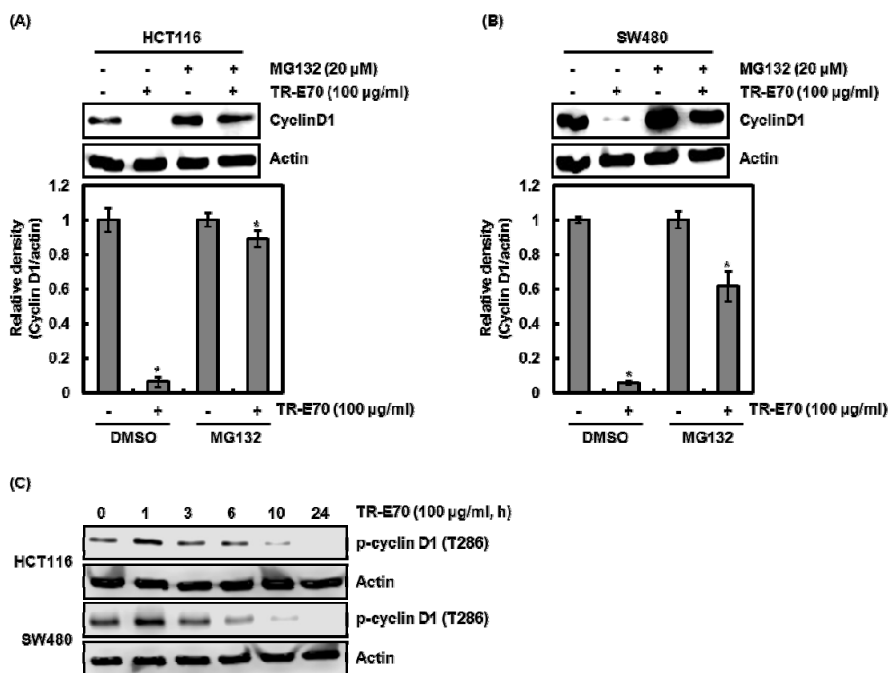 (A)
HCT116
- - + + MG132 (20 µM)
- + - + TR-E70 (100 µg/ml)
CyclinD1
Actin
Relative density
(Cyclin D1/actin)
1.2
1
0.8
0.6
0.4
0.2
0
* *
- + - + TR-E70 (100 µg/ml)
DMSO MG132
(B)
SW480
- - + + MG132 (20 µM)
- + - + TR-E70 (100 µg/ml)
CyclinD1
Actin
Relative density
(Cyclin D1/actin)
1.2
1
0.8
0.6
0.4
0.2
0
* *
- + - + TR-E70 (100 µg/ml)
DMSO MG132
(C)
0 1 3 6 10 24 TR-E70 (100 µg/ml, h)
HCT116
p-cyclin D1 (T286)
Actin
SW480
p-cyclin D1 (T286)
Actin